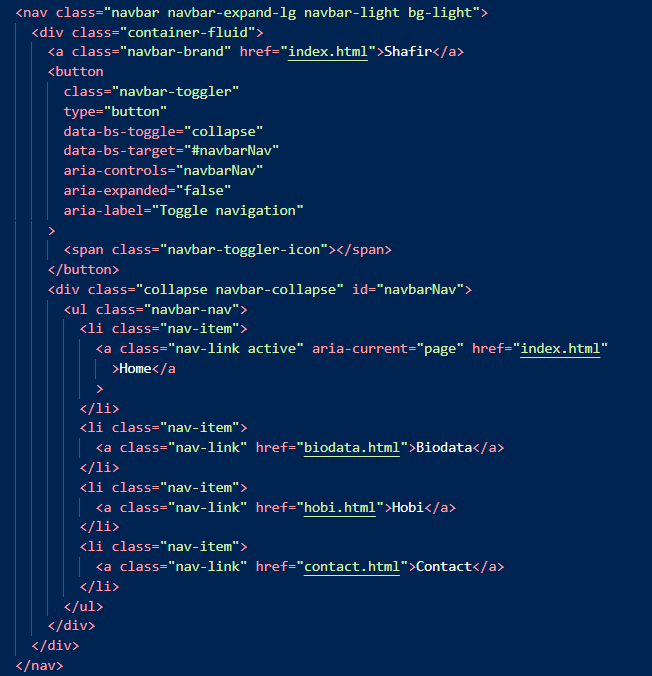 <nav class="navbar navbar-expand-lg navbar-light bg-light">
<div class="container-fluid">
<a class="navbar-brand" href="index.html">Shafir</a>
<button
class="navbar-toggler"
type="button"
data-bs-toggle="collapse"
data-bs-target="#navbarNav"
aria-controls="navbarNav"
aria-expanded="false"
aria-label="Toggle navigation"
>
<span class="navbar-toggler-icon"></span>
</button>
<div class="collapse navbar-collapse" id="navbarNav">
<ul class="navbar-nav">
<li class="nav-item">
<a class="nav-link active" aria-current="page" href="index.html"
>Home</a
>
</li>
<li class="nav-item">
<a class="nav-link" href="biodata.html">Biodata</a>
</li>
<li class="nav-item">
<a class="nav-link" href="hobi.html">Hobi</a>
</li>
<li class="nav-item">
<a class="nav-link" href="contact.html">Contact</a>
</li>
</ul>
</div>
</div>
</nav>